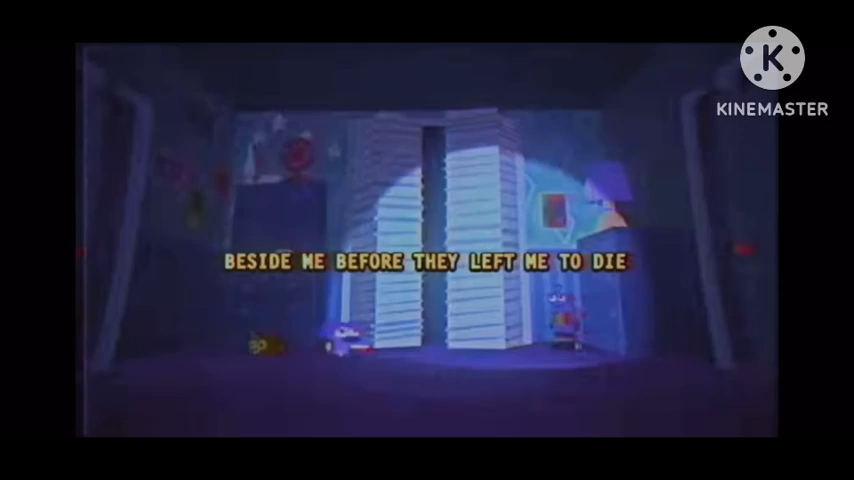 K
KINEMASTER
BESIDE ME BEFORE THEY LEFT ME TO DIE